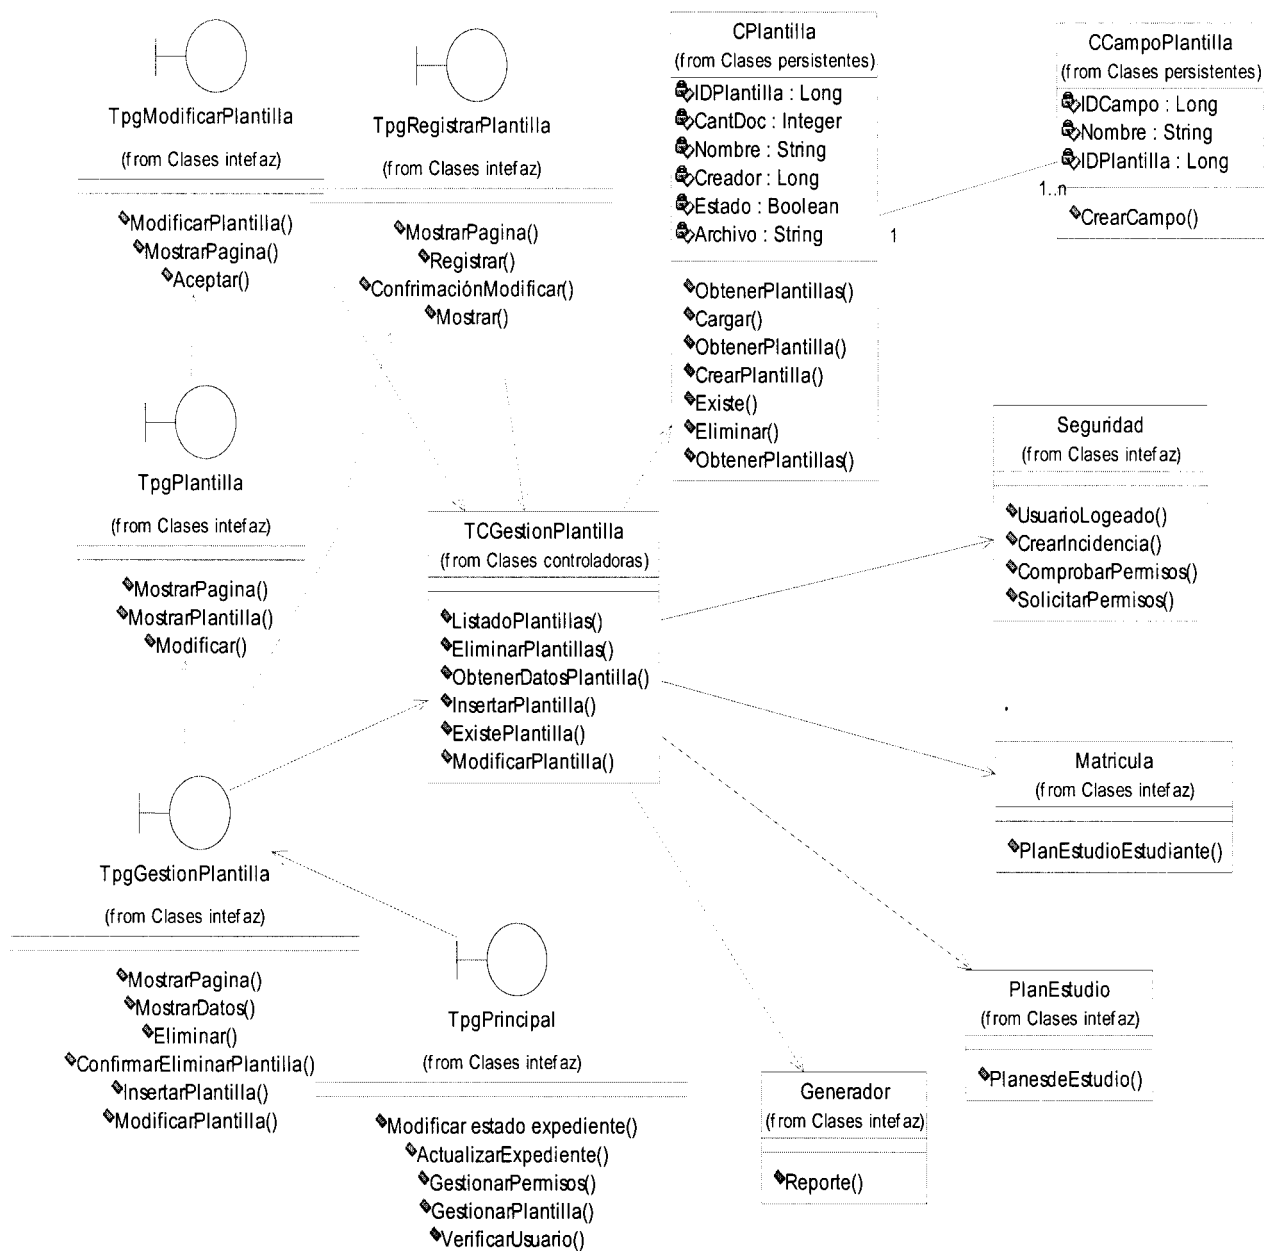 TpgModificarPlantilla
(from Clases intefaz)
ModificarPlantilla()
MostrarPagina()
Aceptar()
TpgRegistrarPlantilla
(from Clases intefaz)
MostrarPagina()
Registrar()
ConfrimaciónModificar()
Mostrar()
CPlantilla
(from Clases persistentes)
IDPlantilla : Long
CantDoc : Integer
Nombre : String
Creador : Long
Estado : Boolean
Archivo : String
ObtenerPlantillas()
Cargar()
ObtenerPlantilla()
CrearPlantilla()
Existe()
Eliminar()
ObtenerPlantillas()
1
1..n
CCampoPlantilla
(from Clases persistentes)
IDCampo : Long
Nombre : String
IDPlantilla : Long
CrearCampo()
TpgPlantilla
(from Clases intefaz)
MostrarPagina()
MostrarPlantilla()
Modificar()
TCGestionPlantilla
(from Clases controladoras)
ListadoPlantillas()
EliminarPlantillas()
ObtenerDatosPlantilla()
InsertarPlantilla()
ExistePlantilla()
ModificarPlantilla()
Seguridad
(from Clases intefaz)
UsuarioLogeado()
CrearIncidencia()
ComprobarPermisos()
SolicitarPermisos()
Matricula
(from Clases intefaz)
PlanEstudioEstudiante()
TpgGestionPlantilla
(from Clases intefaz)
MostrarPagina()
MostrarDatos()
Eliminar()
ConfirmarEliminarPlantilla()
InsertarPlantilla()
ModificarPlantilla()
TpgPrincipal
(from Clases intefaz)
Modificar estado expediente()
ActualizarExpediente()
GestionarPermisos()
GestionarPlantilla()
VerificarUsuario()
PlanEstudio
(from Clases intefaz)
PlanesdeEstudio()
Generador
(from Clases intefaz)
Reporte()